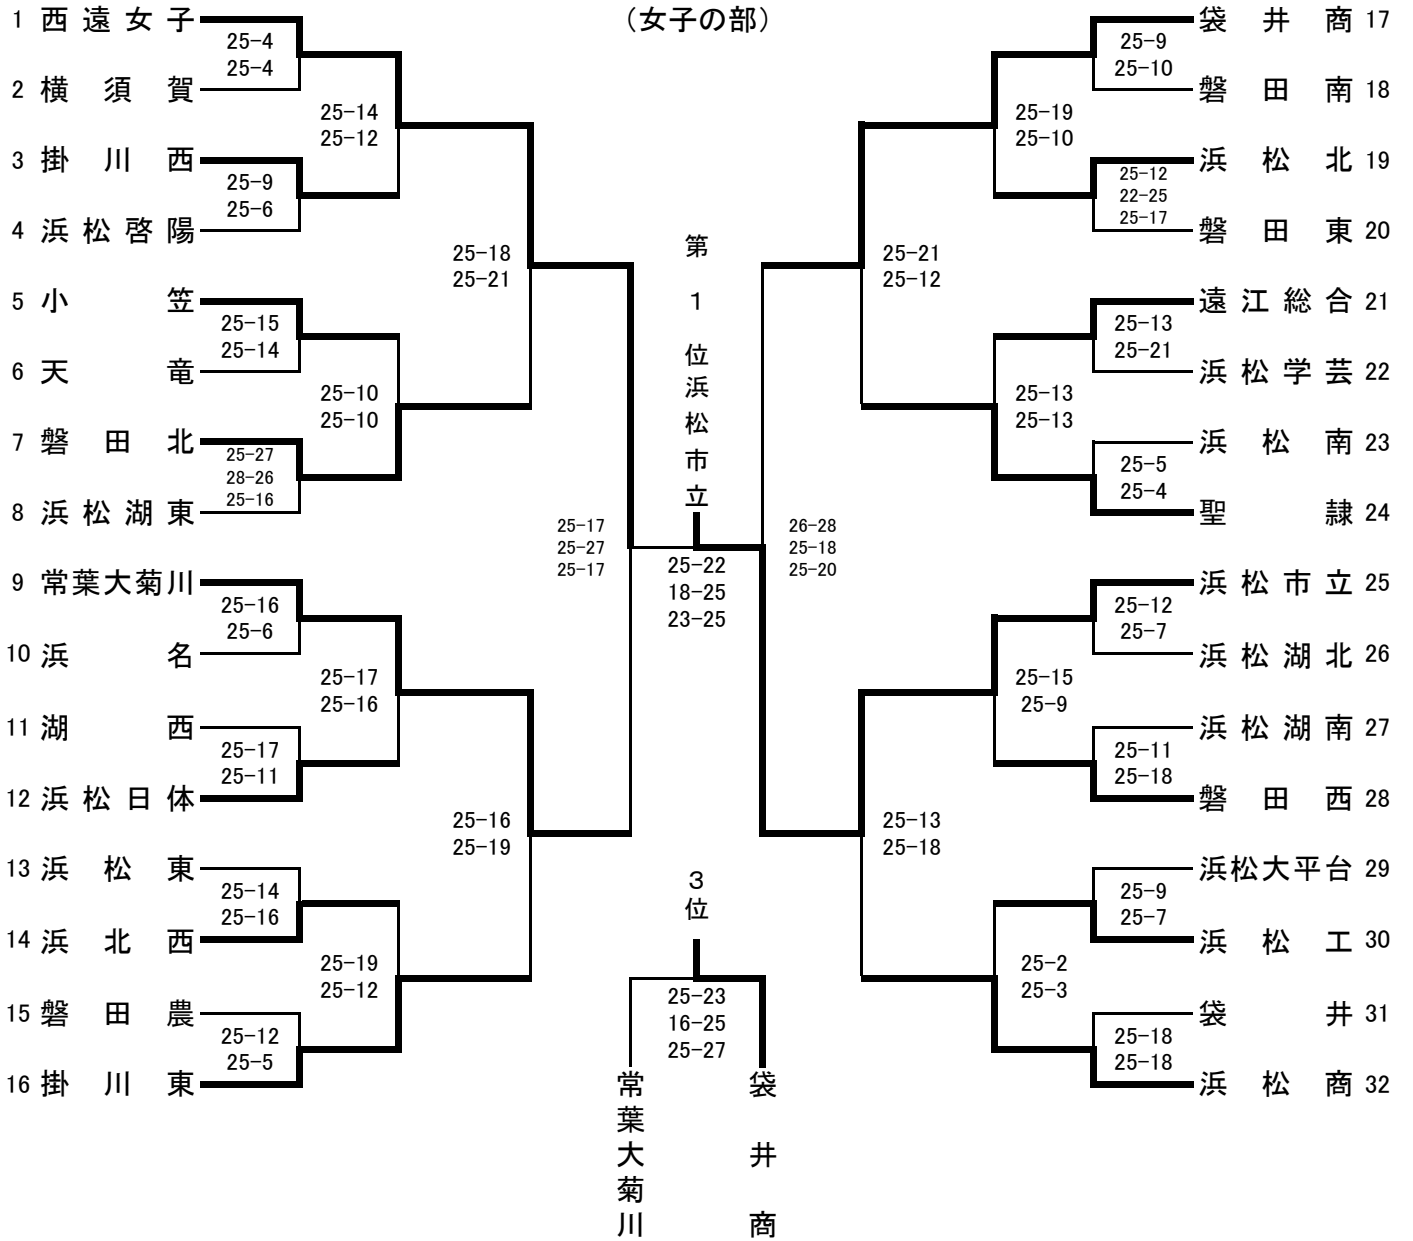 （女子の部）
1 西遠女子
25-4
25-4
2 横須賀
25-14
25-12
3 掛川西
25-9
25-6
4 浜松啓陽
25-18
25-21
5 小笠
25-15
25-14
6 天竜
25-10
25-10
7 磐田北
25-27
28-26
25-16
8 浜松湖東
25-17
25-27
25-17
9 常葉大菊川
25-16
25-6
10 浜名
25-17
25-16
11 湖西
25-17
25-11
12 浜松日体
25-16
25-19
13 浜松東
25-14
25-16
14 浜北西
25-19
25-12
15 磐田農
25-12
25-5
16 掛川東
第1位浜松市立
25-22
18-25
23-25
3位
25-23
16-25
25-27
常葉大菊川
袋井商
袋井商 17
25-9
25-10
磐田南 18
25-19
25-10
浜松北 19
25-12
22-25
25-17
磐田東 20
25-21
25-12
遠江総合 21
25-13
25-21
浜松学芸 22
25-13
25-13
浜松南 23
25-5
25-4
聖隷 24
26-28
25-18
25-20
浜松市立 25
25-12
25-7
浜松湖北 26
25-15
25-9
浜松湖南 27
25-11
25-18
磐田西 28
25-13
25-18
浜松大平台 29
25-9
25-7
浜松工 30
25-2
25-3
袋井 31
25-18
25-18
浜松商 32